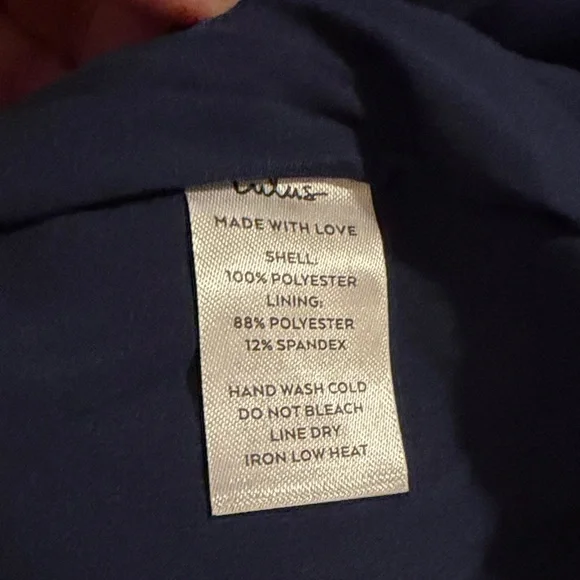 Lulus
MADE WITH LOVE
SHELL:
100% POLYESTER
LINING:
88% POLYESTER
12% SPANDEX
HAND WASH COLD
DO NOT BLEACH
LINE DRY
IRON LOW HEAT